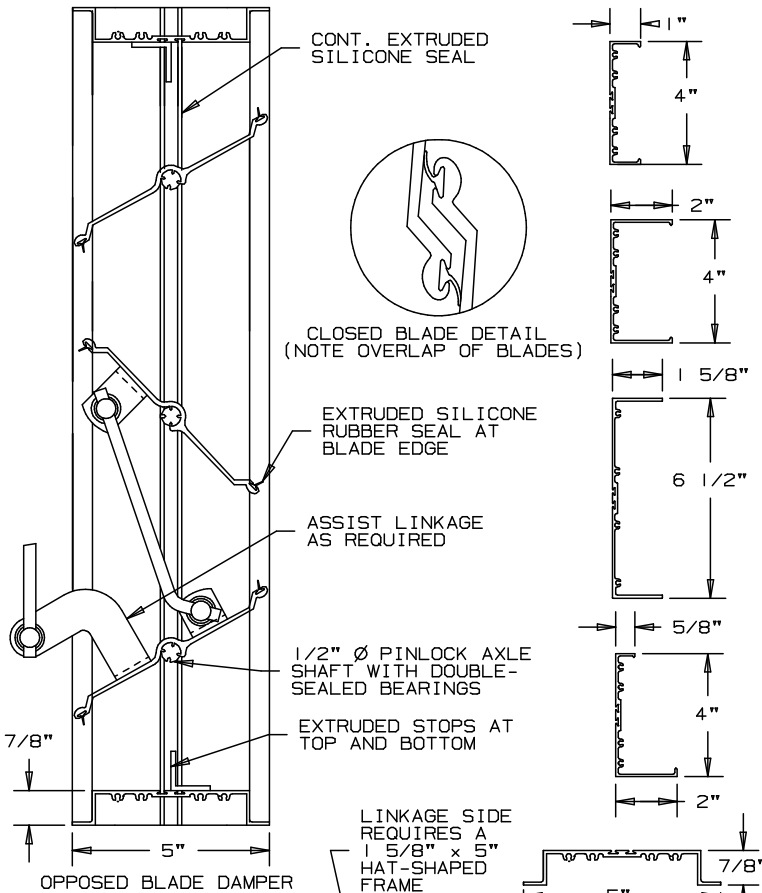 CONT. EXTRUDED
SILICONE SEAL
CLOSED BLADE DETAIL
(NOTE OVERLAP OF BLADES)
EXTRUDED SILICONE
RUBBER SEAL AT
BLADE EDGE
ASSIST LINKAGE
AS REQUIRED
1/2" Ø PINLOCK AXLE
SHAFT WITH DOUBLE-
SEALED BEARINGS
EXTRUDED STOPS AT
TOP AND BOTTOM
7/8"
5"
OPPOSED BLADE DAMPER
LINKAGE SIDE
REQUIRES A
1 5/8" x 5"
HAT-SHAPED
FRAME
1"
4"
2"
4"
1 5/8"
6 1/2"
5/8"
4"
2"
7/8"
5"